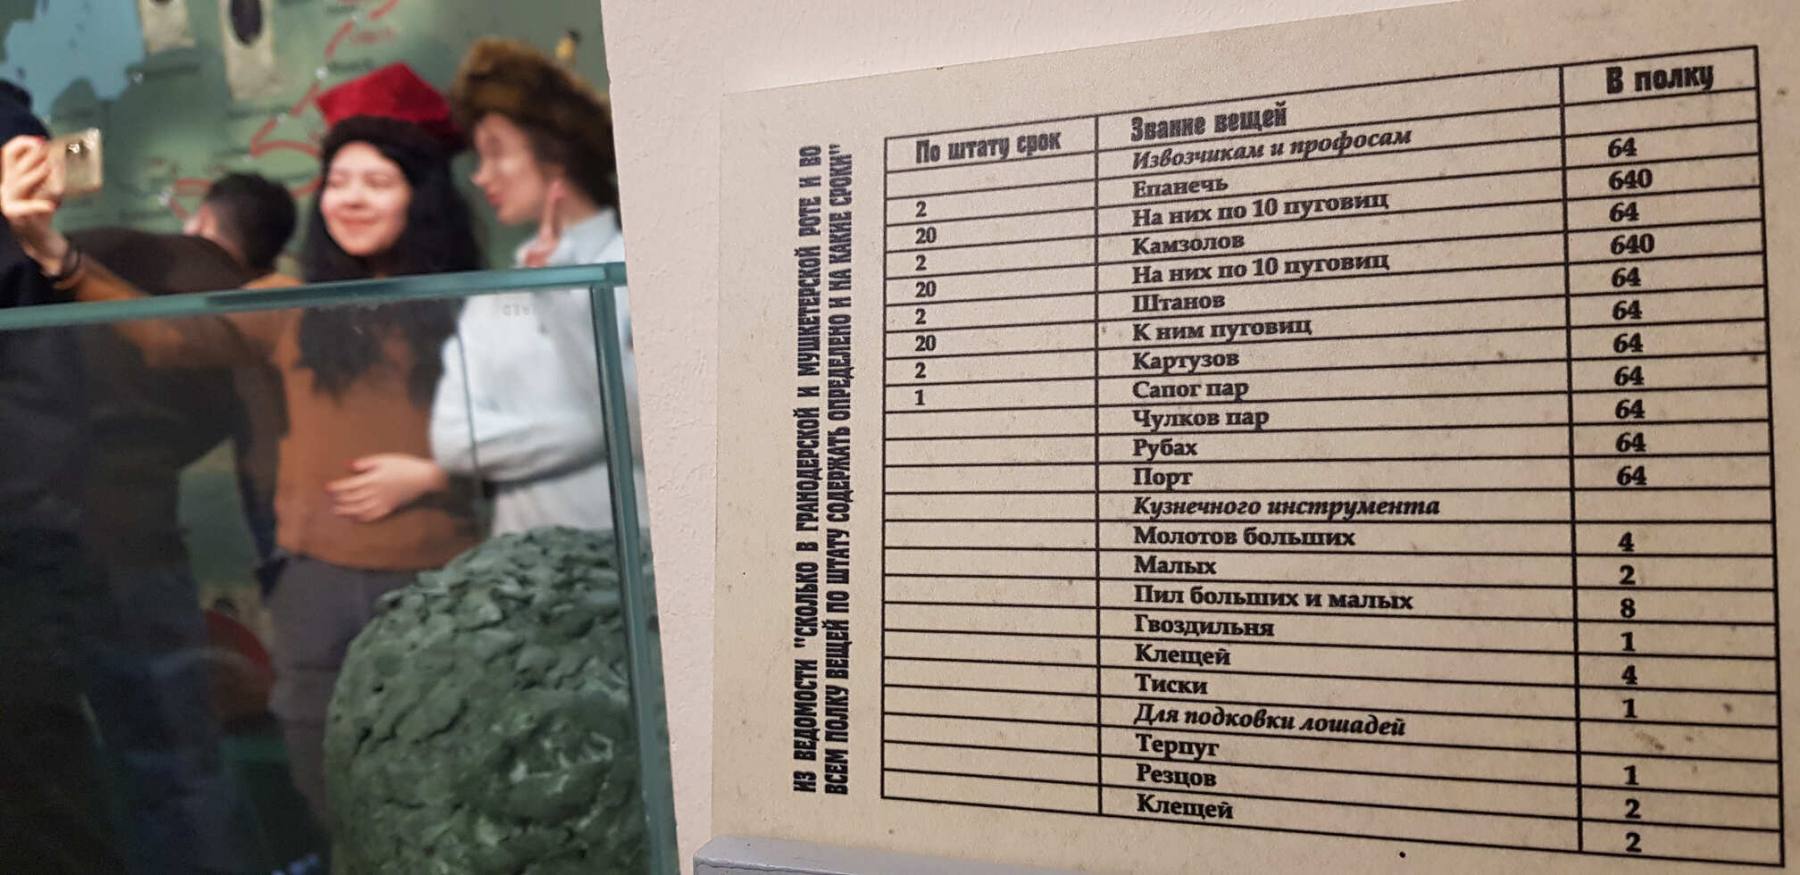 ИЗ ВЕДОМОСТИ "СКОЛЬКО В ГРАНОДЕРСКОЙ И МУШКЕТЕРСКОЙ РОТЕ И ВО
ВСЕМ ПОЛКУ ВЕЩЕЙ ПО ШТАТУ СОДЕРЖАТЬ ОПРЕДЕЛЕНО И НА КАКИЕ СРОКИ"
По штату срок Звание вещей В полку
Извозчикам и профосам
2 Епанечь 64
20 На них по 10 пуговиц 640
2 Камзолов 64
20 На них по 10 пуговиц 640
2 Штанов 64
20 К ним пуговиц 64
2 Картузов 64
1 Сапог пар 64
Чулков пар 64
Рубах 64
Порт 64
Кузнечного инструмента
Молотов больших 4
Малых 2
Пил больших и малых 8
Гвоздильня 1
Клещей 4
Тиски 1
Для подковки лошадей
Терпуг 1
Резцов 2
Клещей 2